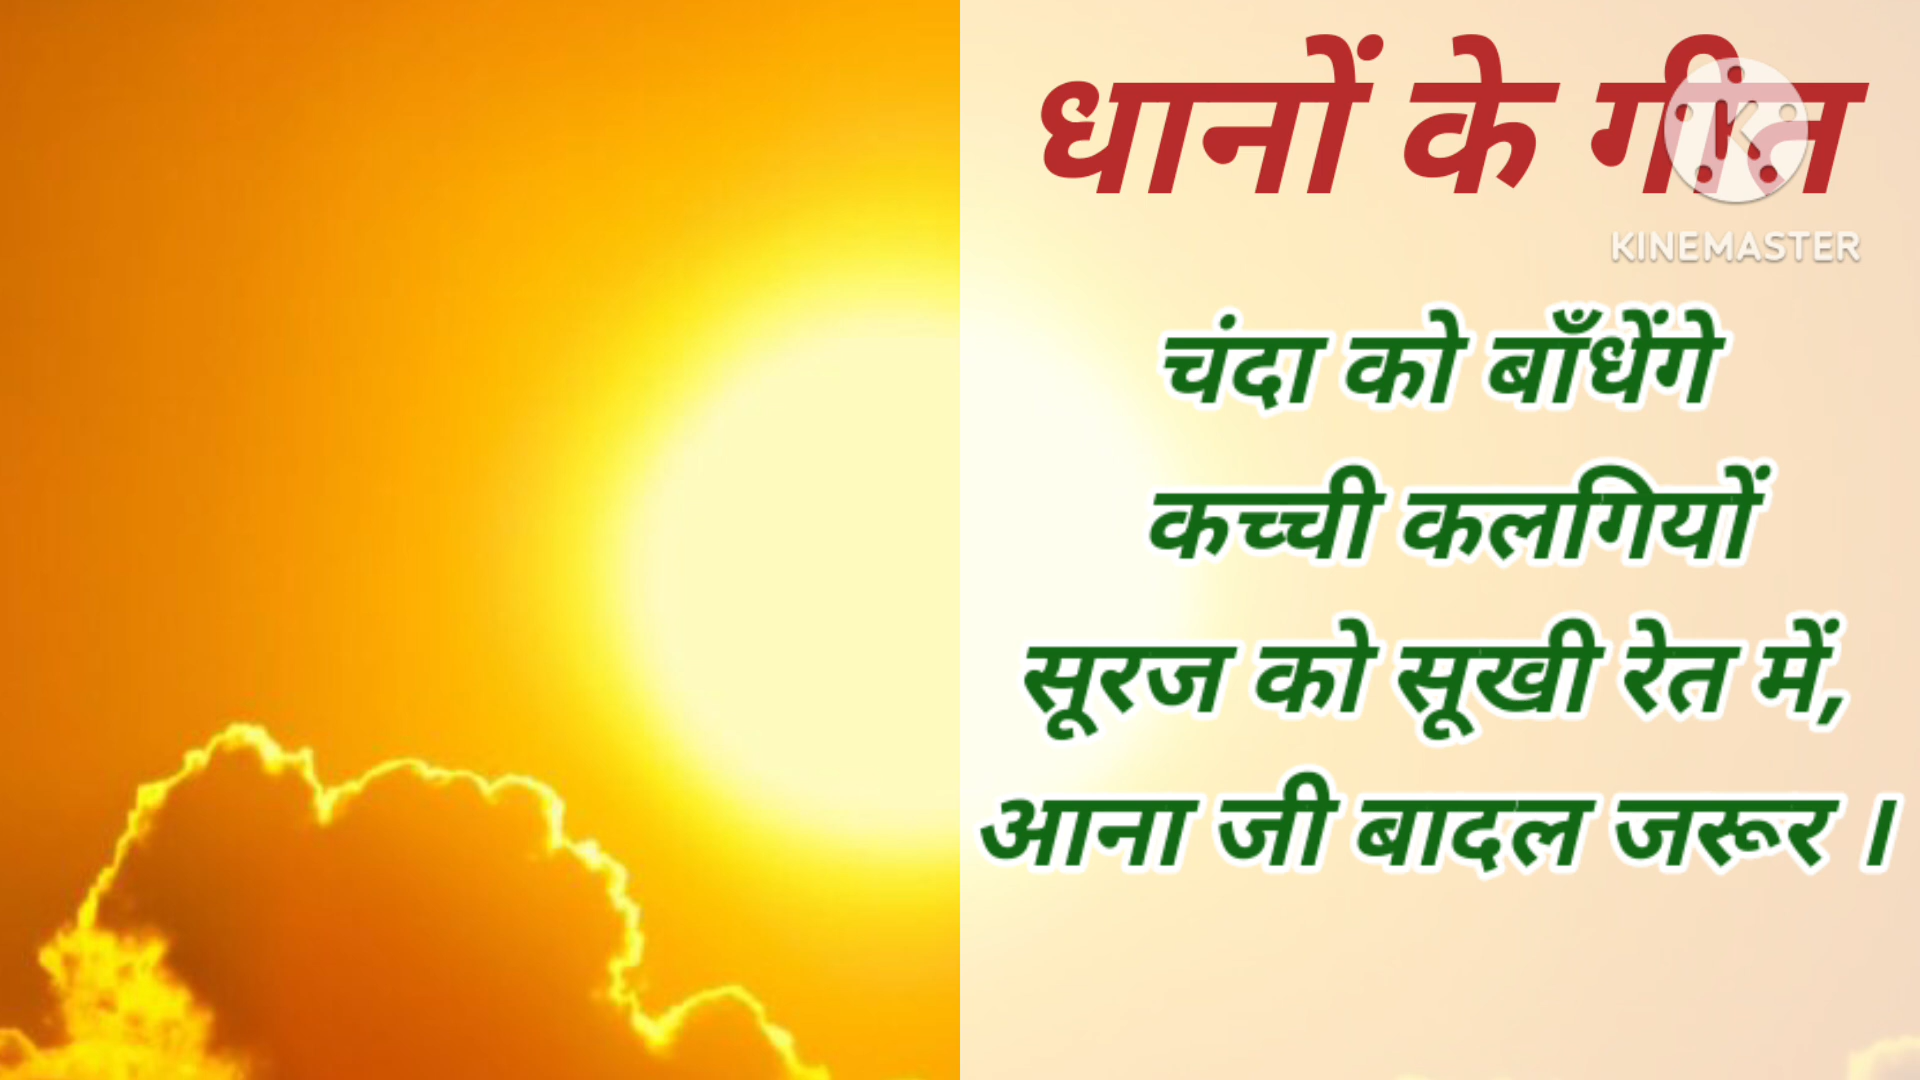 धानों के गीत
KINEMASTER
चंदा को बाँधेंगे
कच्ची कलगियों
सूरज को सूखी रेत में,
आना जी बादल जरूर ।